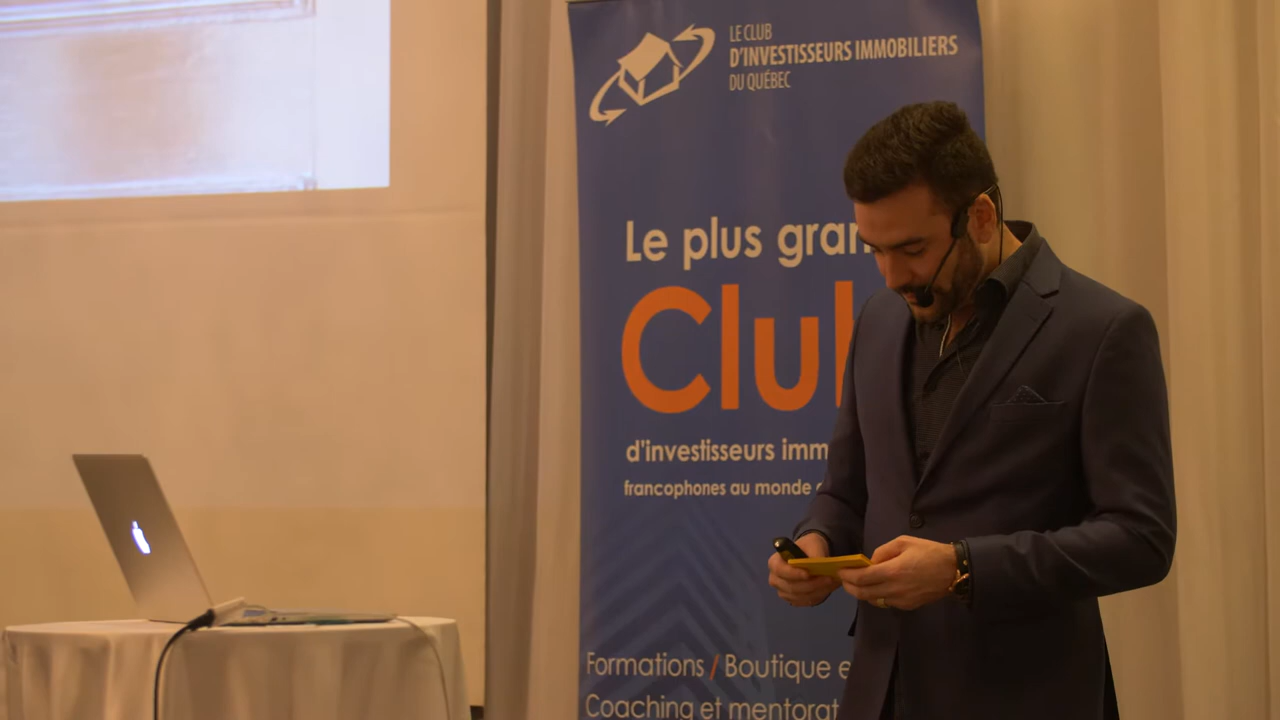 LE CLUB
D'INVESTISSEURS IMMOBILIERS
DU QUÉBEC
Le plus gran
Clu
d'investisseurs imm
francophones au monde
Formations / Boutique e
Coaching et mentorat